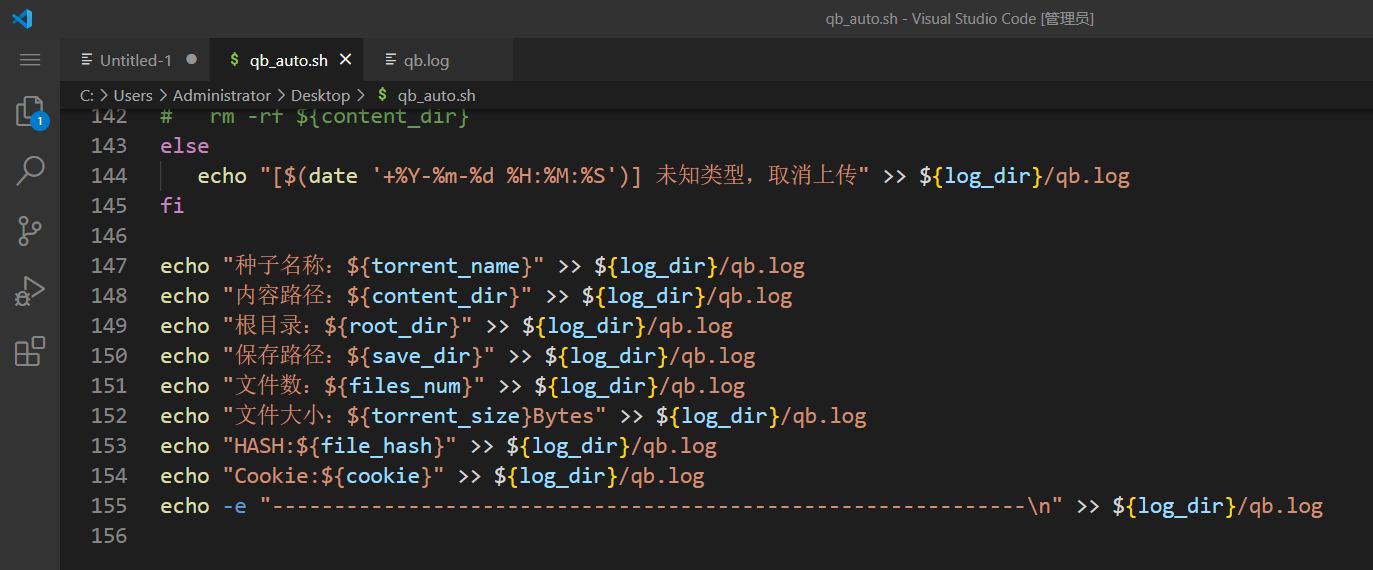 qb_auto.sh - Visual Studio Code [管理员]
Untitled-1 ● $ qb_auto.sh × qb.log
C: > Users > Administrator > Desktop > $ qb_auto.sh
1
142 #   rm -rf ${content_dir}
143 else
144    echo "[$(date '+%Y-%m-%d %H:%M:%S')] 未知类型，取消上传" >> ${log_dir}/qb.log
145 fi
146
147 echo "种子名称：${torrent_name}" >> ${log_dir}/qb.log
148 echo "内容路径：${content_dir}" >> ${log_dir}/qb.log
149 echo "根目录：${root_dir}" >> ${log_dir}/qb.log
150 echo "保存路径：${save_dir}" >> ${log_dir}/qb.log
151 echo "文件数：${files_num}" >> ${log_dir}/qb.log
152 echo "文件大小：${torrent_size}Bytes" >> ${log_dir}/qb.log
153 echo "HASH:${file_hash}" >> ${log_dir}/qb.log
154 echo "Cookie:${cookie}" >> ${log_dir}/qb.log
155 echo -e "-------------------------------------------------------------\n" >> ${log_dir}/qb.log
156